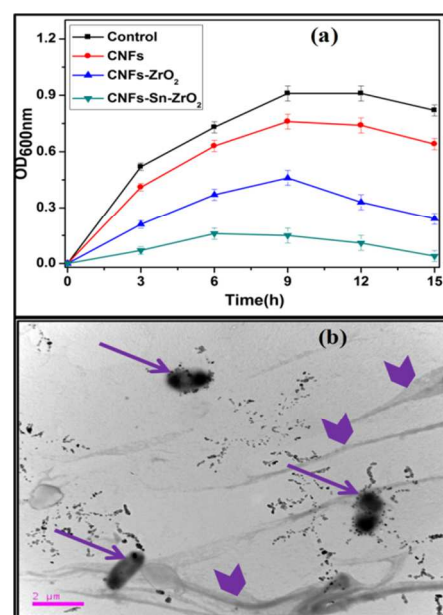 (a)
Control
CNFs
CNFs-ZrO₂
CNFs-Sn-ZrO₂
OD600nm
1.2
0.9
0.6
0.3
0.0
0 3 6 9 12 15
Time(h)
(b)
2 µm